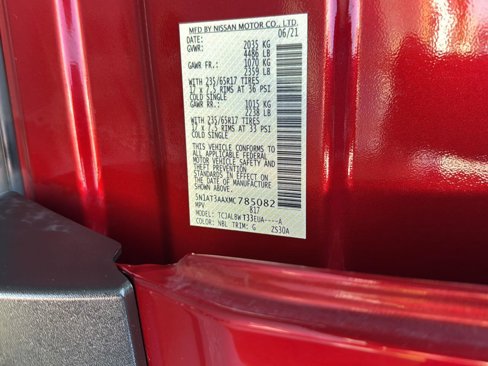 MFD BY NISSAN MOTOR CO., LTD.
DATE: 06/21
GVWR: 2035 KG
4486 LB
GAWR FR.: 1070 KG
2359 LB
WITH 235/65R17 TIRES
17 x 7.5 RIMS AT 36 PSI
COLD SINGLE
GAWR RR.: 1015 KG
2238 LB
WITH 235/65R17 TIRES
17 x 7.5 RIMS AT 33 PSI
COLD SINGLE
THIS VEHICLE CONFORMS TO
ALL APPLICABLE FEDERAL
MOTOR VEHICLE SAFETY AND
THEFT PREVENTION
STANDARDS IN EFFECT ON
THE DATE OF MANUFACTURE
SHOWN ABOVE.
5N1AT3AAXMC785082
MPV 817
MODEL: TCJALBWT33EUA----A
COLOR: NBL TRIM: G ZS30A